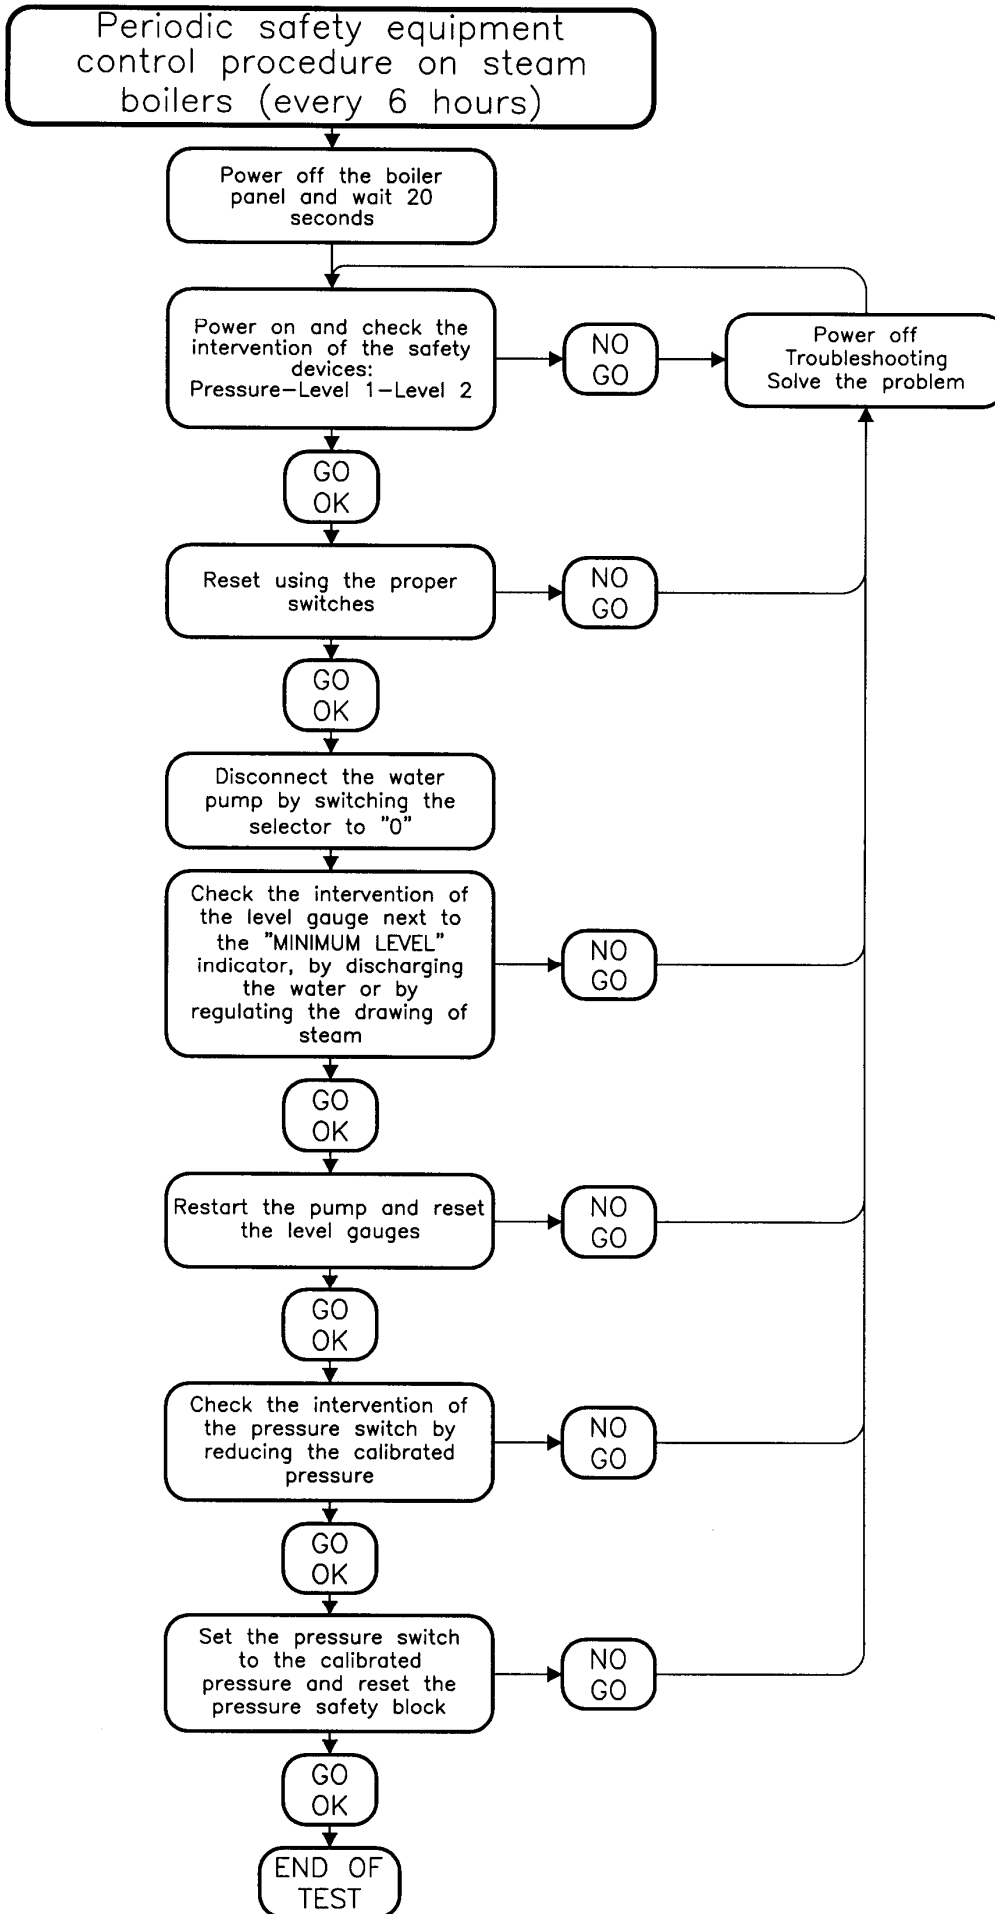 Periodic safety equipment
control procedure on steam
boilers (every 6 hours)
Power off the boiler
panel and wait 20
seconds
Power on and check the
intervention of the safety
devices:
Pressure-Level 1-Level 2
NO
GO
Power off
Troubleshooting
Solve the problem
GO
OK
Reset using the proper
switches
NO
GO
GO
OK
Disconnect the water
pump by switching the
selector to "0"
Check the intervention of
the level gauge next to
the "MINIMUM LEVEL"
indicator, by discharging
the water or by
regulating the drawing of
steam
NO
GO
GO
OK
Restart the pump and reset
the level gauges
NO
GO
GO
OK
Check the intervention of
the pressure switch by
reducing the calibrated
pressure
NO
GO
GO
OK
Set the pressure switch
to the calibrated
pressure and reset the
pressure safety block
NO
GO
GO
OK
END OF
TEST